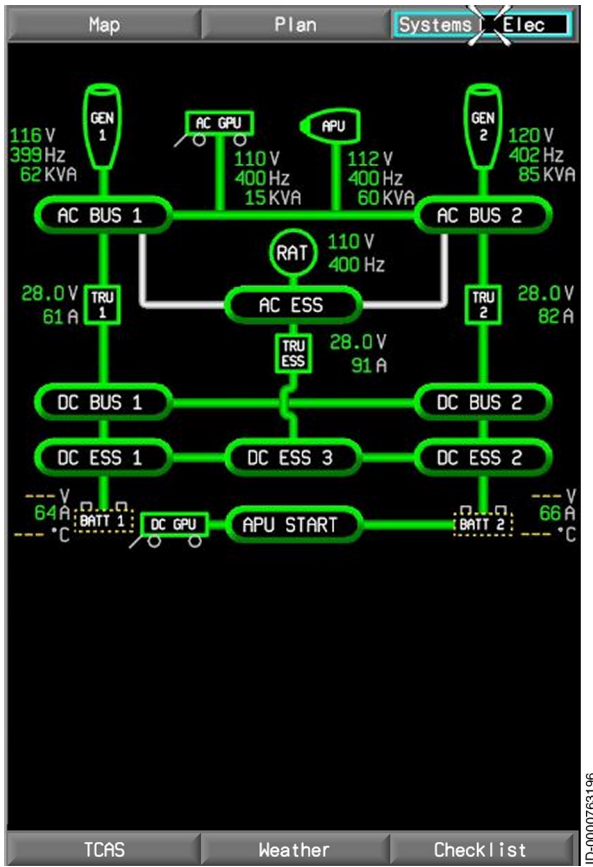 Map Plan Systems Elec
GEN 1 AC GPU APU GEN 2
116 V 110 V 112 V 120 V
399 Hz 400 Hz 400 Hz 402 Hz
62 KVA 15 KVA 60 KVA 85 KVA
AC BUS 1 AC BUS 2
RAT 110 V
400 Hz
AC ESS
28.0 V TRU 1 TRU 2 28.0 V
61 A 82 A
TRU ESS 28.0 V
91 A
DC BUS 1 DC BUS 2
DC ESS 1 DC ESS 3 DC ESS 2
--- V --- V
64 A BATT 1 DC GPU APU START BATT 2 66 A
--- °C --- °C
TCAS Weather Checklist
ID-0000763196